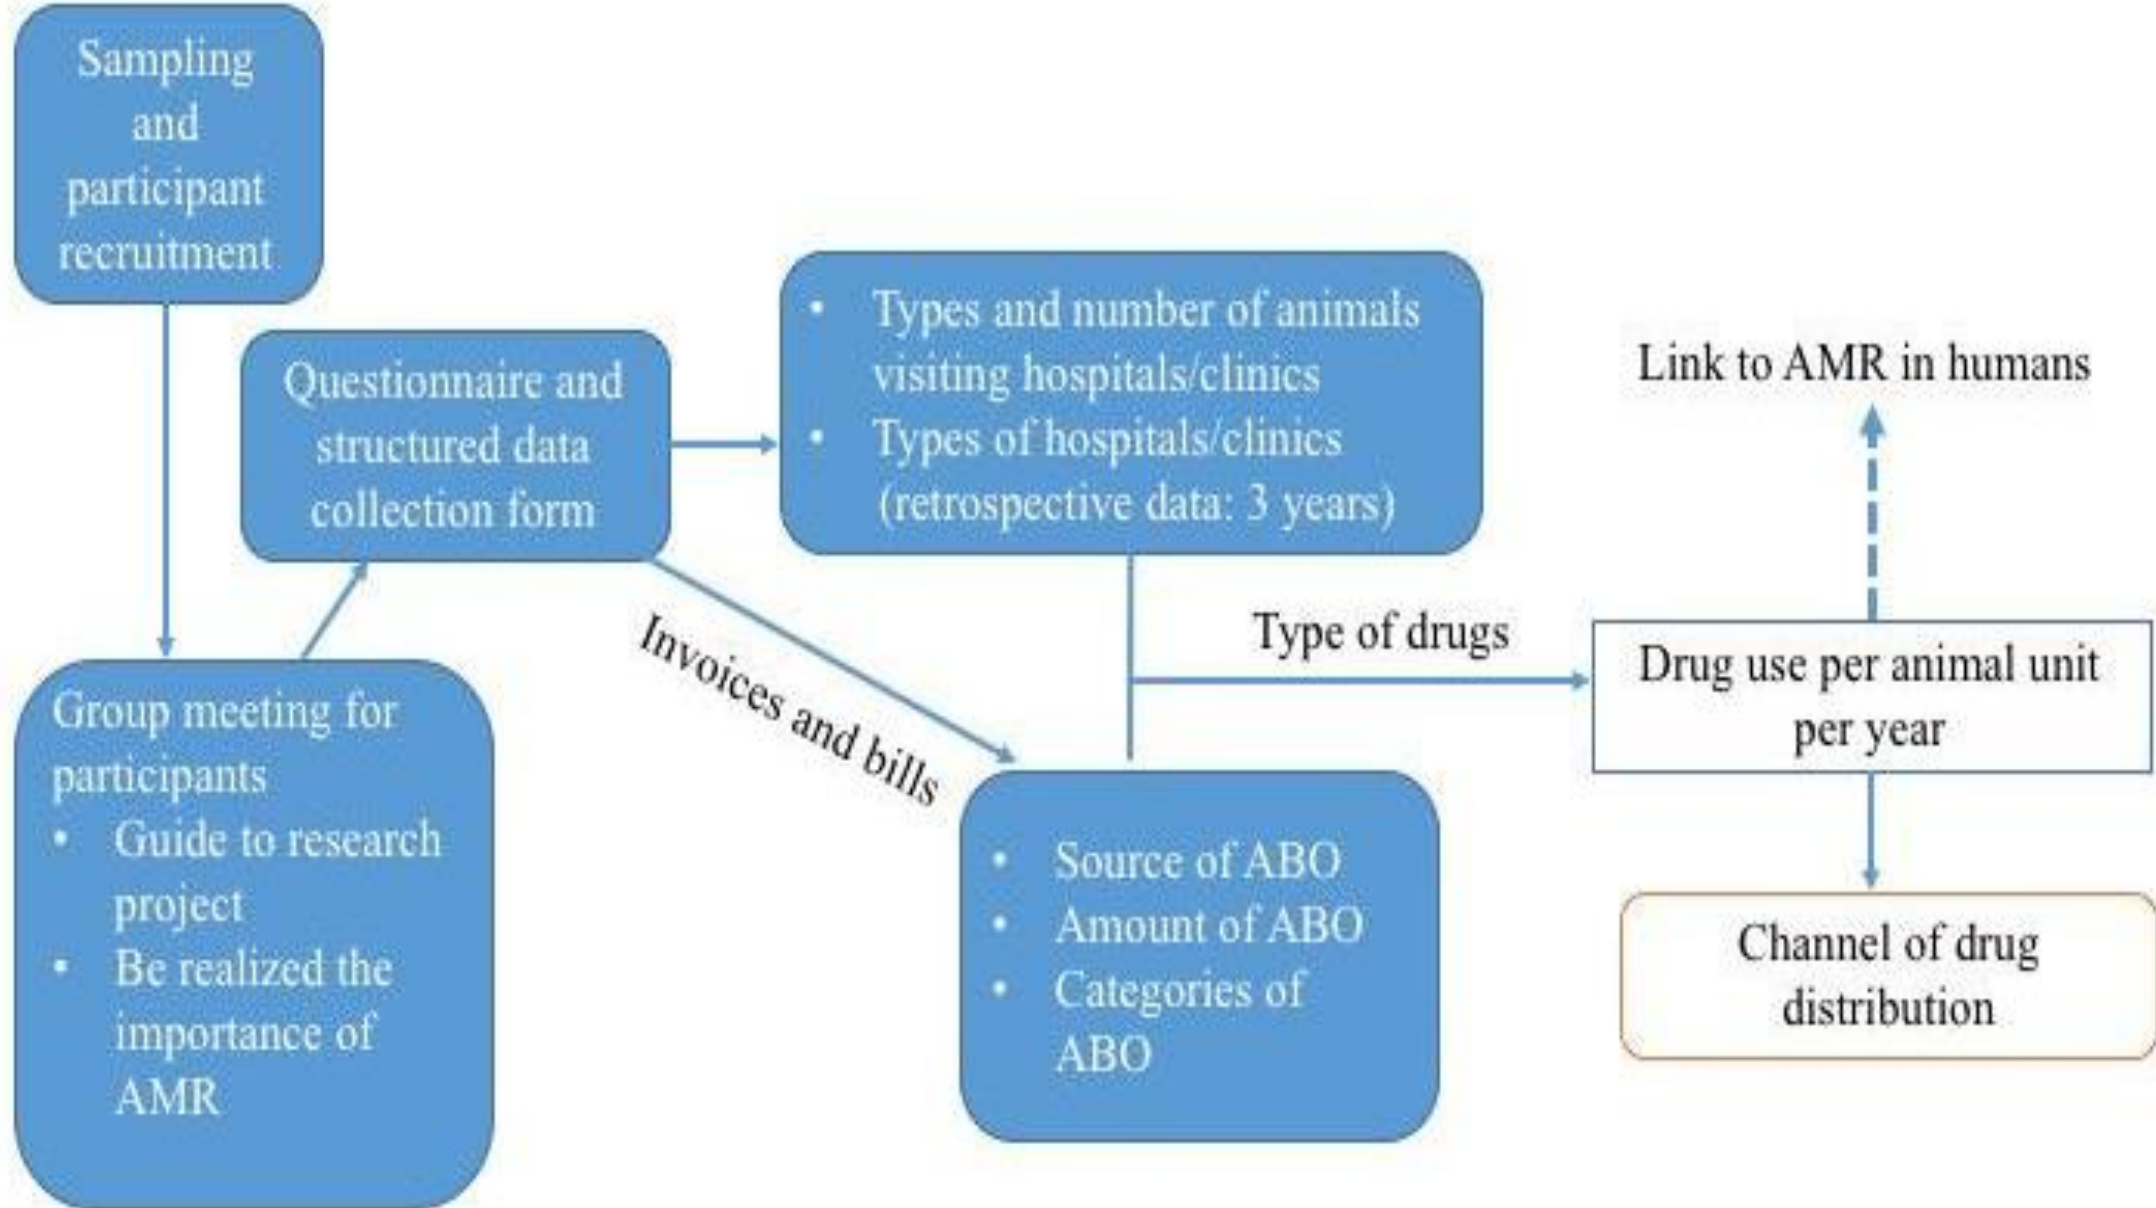 Sampling
and
participant
recruitment
Group meeting for
participants
• Guide to research
project
• Be realized the
importance of
AMR
Questionnaire and
structured data
collection form
• Types and number of animals
visiting hospitals/clinics
• Types of hospitals/clinics
(retrospective data: 3 years)
Invoices and bills
• Source of ABO
• Amount of ABO
• Categories of
ABO
Type of drugs
Link to AMR in humans
Drug use per animal unit
per year
Channel of drug
distribution